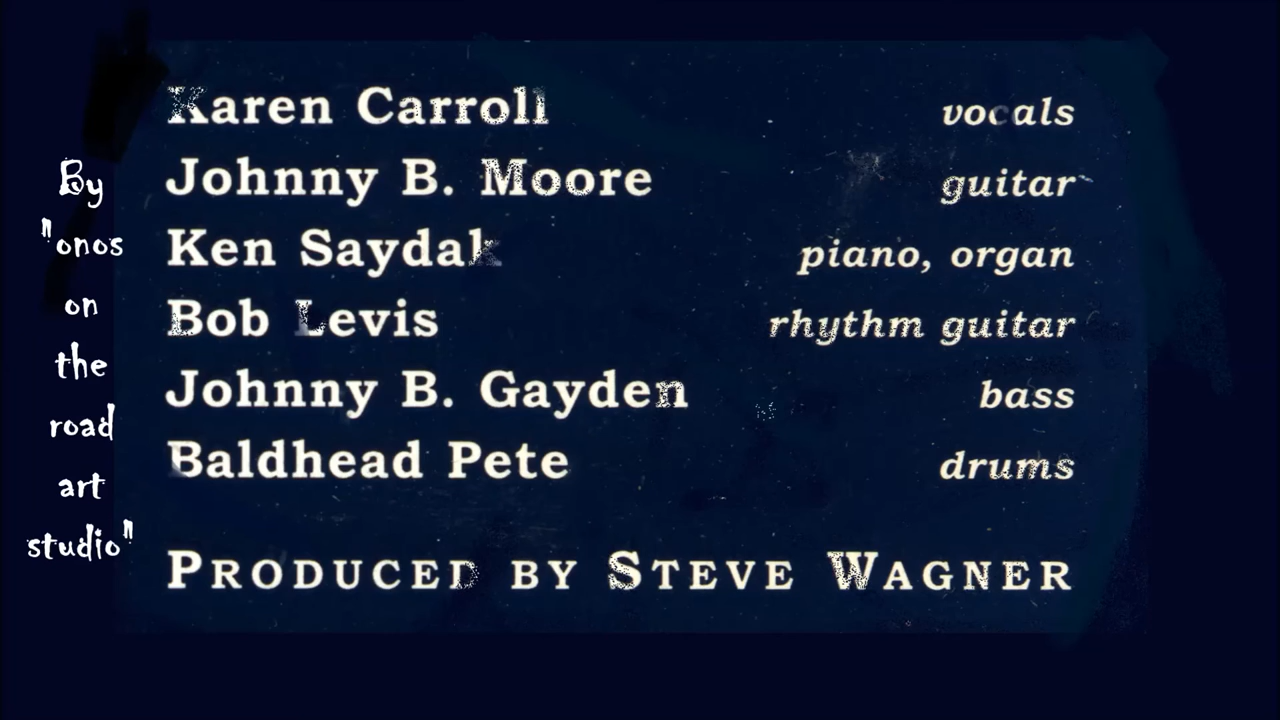 Karen Carroll vocals
Johnny B. Moore guitar
Ken Saydak piano, organ
Bob Levis rhythm guitar
Johnny B. Gayden bass
Baldhead Pete drums
PRODUCED BY STEVE WAGNER
By
"onos
on
the
road
art
studio"